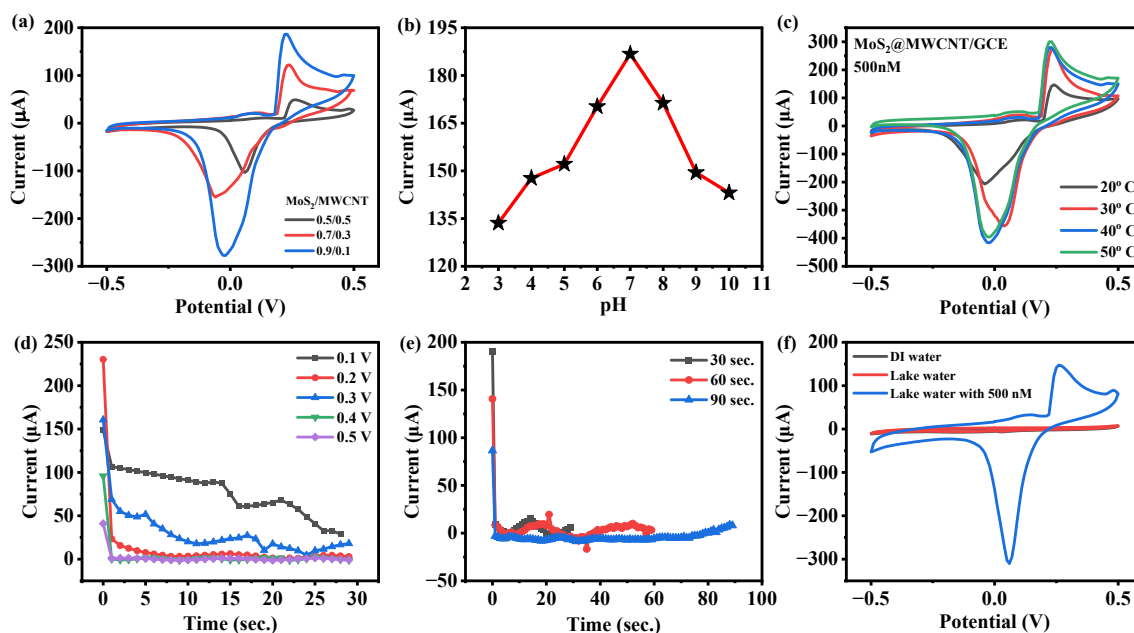 (a)
200
100
0
−100
−200
−300
Current (µA)
−0.5
0.0
0.5
Potential (V)
MoS₂/MWCNT
0.5/0.5
0.7/0.3
0.9/0.1
(b)
195
180
165
150
135
120
Current (µA)
2 3 4 5 6 7 8 9 10 11
pH
(c)
MoS₂@MWCNT/GCE
500nM
300
200
100
0
−100
−200
−300
−400
−500
Current (µA)
−0.5
0.0
0.5
Potential (V)
20º C
30º C
40º C
50º C
(d)
250
200
150
100
50
0
Current (µA)
0 5 10 15 20 25 30
Time (sec.)
0.1 V
0.2 V
0.3 V
0.4 V
0.5 V
(e)
200
150
100
50
0
−50
Current (µA)
0 20 40 60 80 100
Time (sec.)
30 sec.
60 sec.
90 sec.
(f)
DI water
Lake water
Lake water with 500 nM
200
100
0
−100
−200
−300
Current (µA)
−0.5
0.0
0.5
Potential (V)